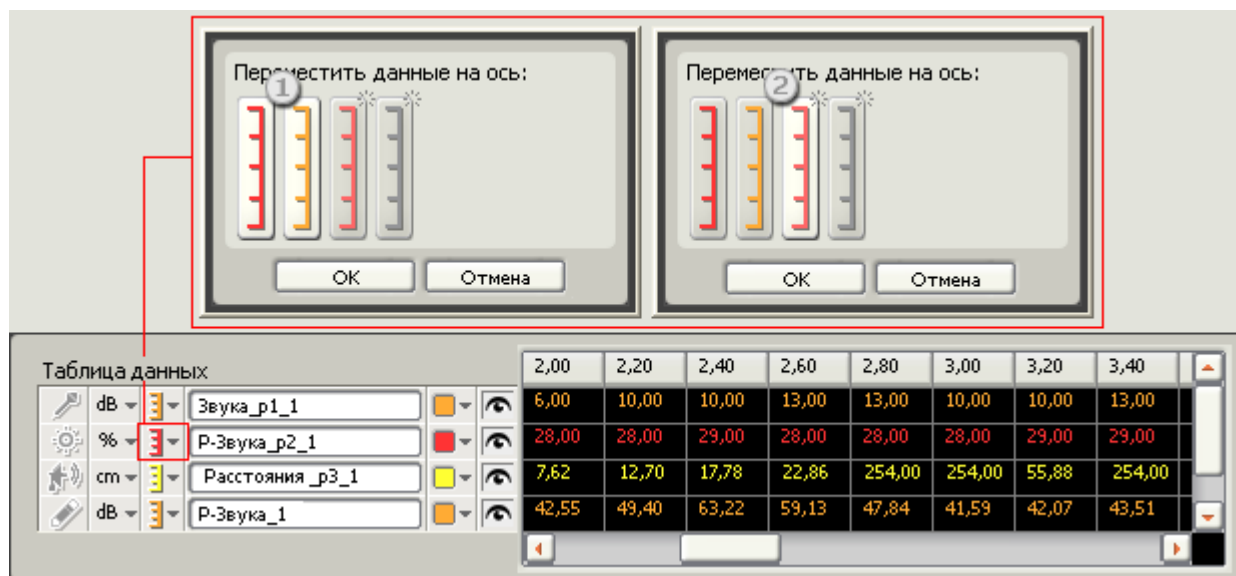 Переместить данные на ось:
1
OK Отмена
Переместить данные на ось:
2
OK Отмена
Таблица данных
2,00 2,20 2,40 2,60 2,80 3,00 3,20 3,40
dB Звука_p1_1 6,00 10,00 10,00 13,00 13,00 10,00 10,00 13,00
% Р-Звука_p2_1 28,00 28,00 29,00 28,00 28,00 28,00 29,00 29,00
cm Расстояния _p3_1 7,62 12,70 17,78 22,86 254,00 254,00 55,88 254,00
dB Р-Звука_1 42,55 49,40 63,22 59,13 47,84 41,59 42,07 43,51